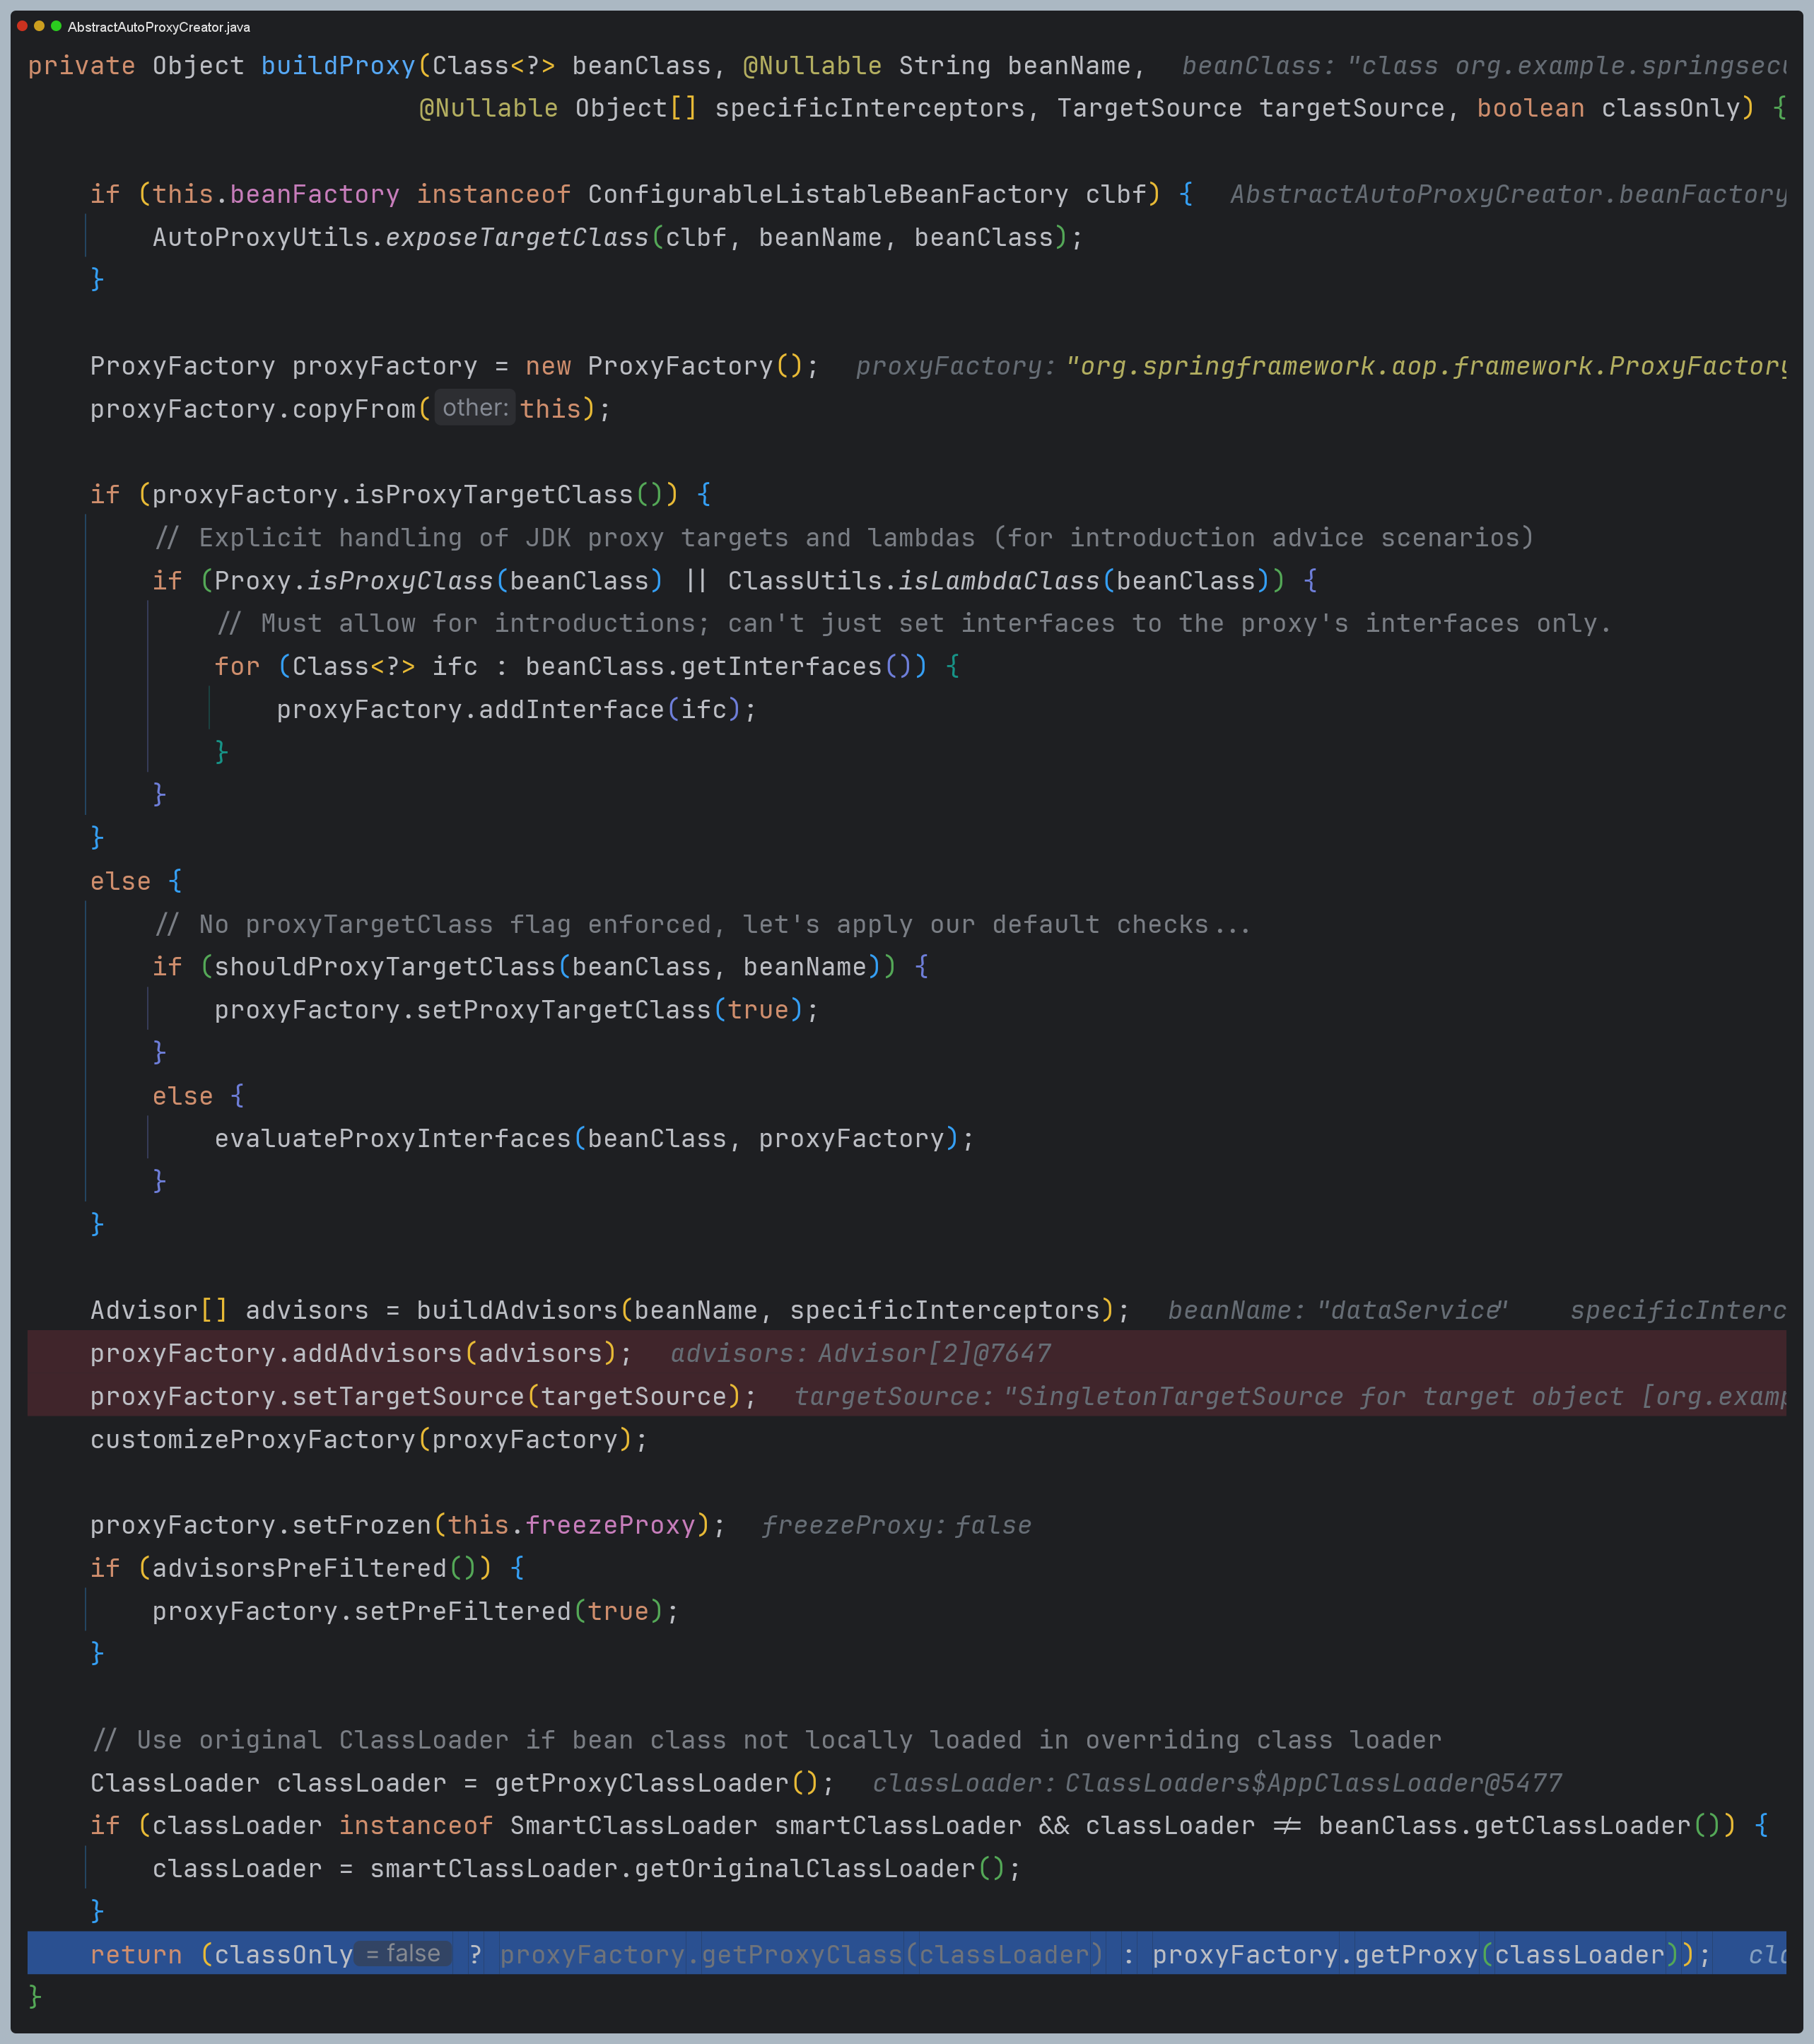 AbstractAutoProxyCreator.java
private Object buildProxy(Class<?> beanClass, @Nullable String beanName,   beanClass: "class org.example.springsecu
                         @Nullable Object[] specificInterceptors, TargetSource targetSource, boolean classOnly) {
    if (this.beanFactory instanceof ConfigurableListableBeanFactory clbf) {   AbstractAutoProxyCreator.beanFactory
        AutoProxyUtils.exposeTargetClass(clbf, beanName, beanClass);
    }
    ProxyFactory proxyFactory = new ProxyFactory();   proxyFactory: "org.springframework.aop.framework.ProxyFactory
    proxyFactory.copyFrom( other: this);
    if (proxyFactory.isProxyTargetClass()) {
        // Explicit handling of JDK proxy targets and lambdas (for introduction advice scenarios)
        if (Proxy.isProxyClass(beanClass) || ClassUtils.isLambdaClass(beanClass)) {
            // Must allow for introductions; can't just set interfaces to the proxy's interfaces only.
            for (Class<?> ifc : beanClass.getInterfaces()) {
                proxyFactory.addInterface(ifc);
            }
        }
    }
    else {
        // No proxyTargetClass flag enforced, let's apply our default checks...
        if (shouldProxyTargetClass(beanClass, beanName)) {
            proxyFactory.setProxyTargetClass(true);
        }
        else {
            evaluateProxyInterfaces(beanClass, proxyFactory);
        }
    }
    Advisor[] advisors = buildAdvisors(beanName, specificInterceptors);   beanName: "dataService"    specificInterc
    proxyFactory.addAdvisors(advisors);   advisors: Advisor[2]@7647
    proxyFactory.setTargetSource(targetSource);   targetSource: "SingletonTargetSource for target object [org.examp
    customizeProxyFactory(proxyFactory);
    proxyFactory.setFrozen(this.freezeProxy);   freezeProxy: false
    if (advisorsPreFiltered()) {
        proxyFactory.setPreFiltered(true);
    }
    // Use original ClassLoader if bean class not locally loaded in overriding class loader
    ClassLoader classLoader = getProxyClassLoader();   classLoader: ClassLoaders$AppClassLoader@5477
    if (classLoader instanceof SmartClassLoader smartClassLoader && classLoader != beanClass.getClassLoader()) {
        classLoader = smartClassLoader.getOriginalClassLoader();
    }
    return (classOnly = false ? proxyFactory.getProxyClass(classLoader) : proxyFactory.getProxy(classLoader));   cla
}